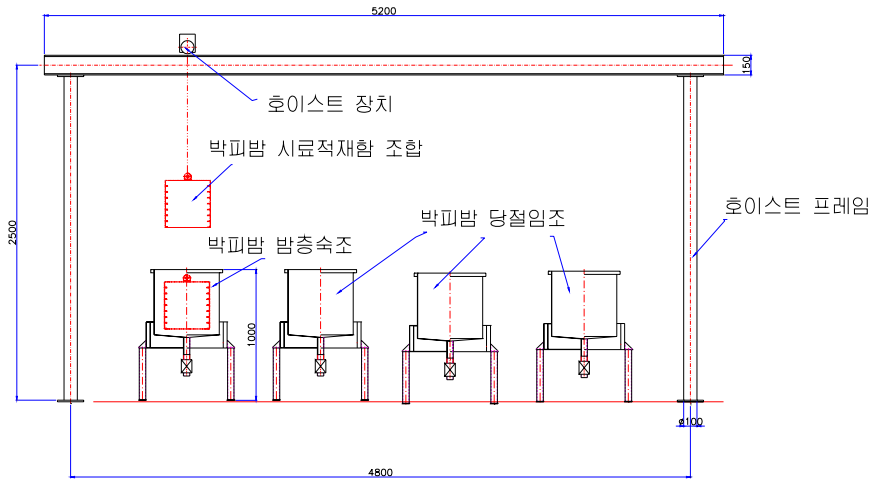 5200
150
호이스트 장치
박피밤 시료적재함 조합
박피밤 당절임조
호이스트 프레임
2500
박피밤 밤증숙조
1000
ø100
4800